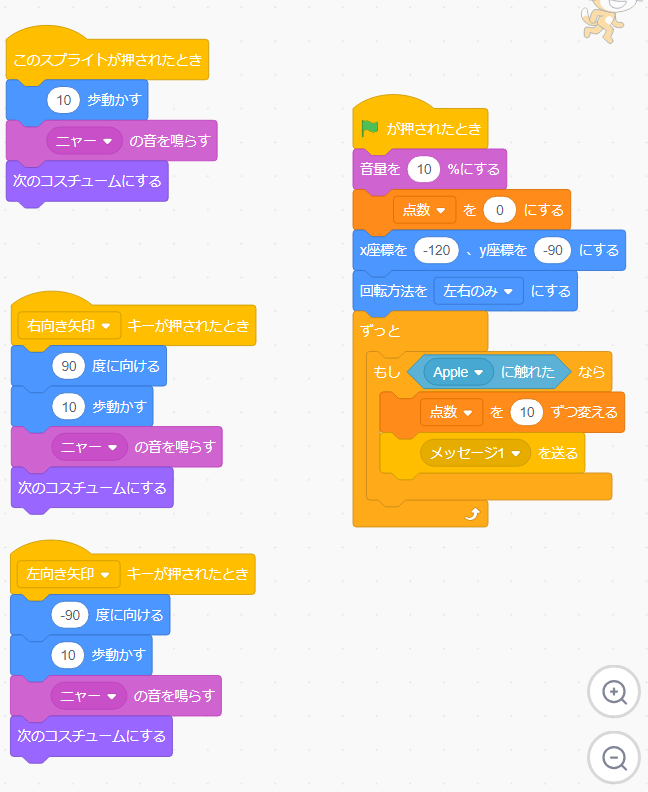 このスプライトが押されたとき
10 歩動かす
ニャー の音を鳴らす
次のコスチュームにする
右向き矢印 キーが押されたとき
90 度に向ける
10 歩動かす
ニャー の音を鳴らす
次のコスチュームにする
左向き矢印 キーが押されたとき
-90 度に向ける
10 歩動かす
ニャー の音を鳴らす
次のコスチュームにする
が押されたとき
音量を 10 %にする
点数 を 0 にする
x座標を -120 、y座標を -90 にする
回転方法を 左右のみ にする
ずっと
もし Apple に触れた なら
点数 を 10 ずつ変える
メッセージ1 を送る